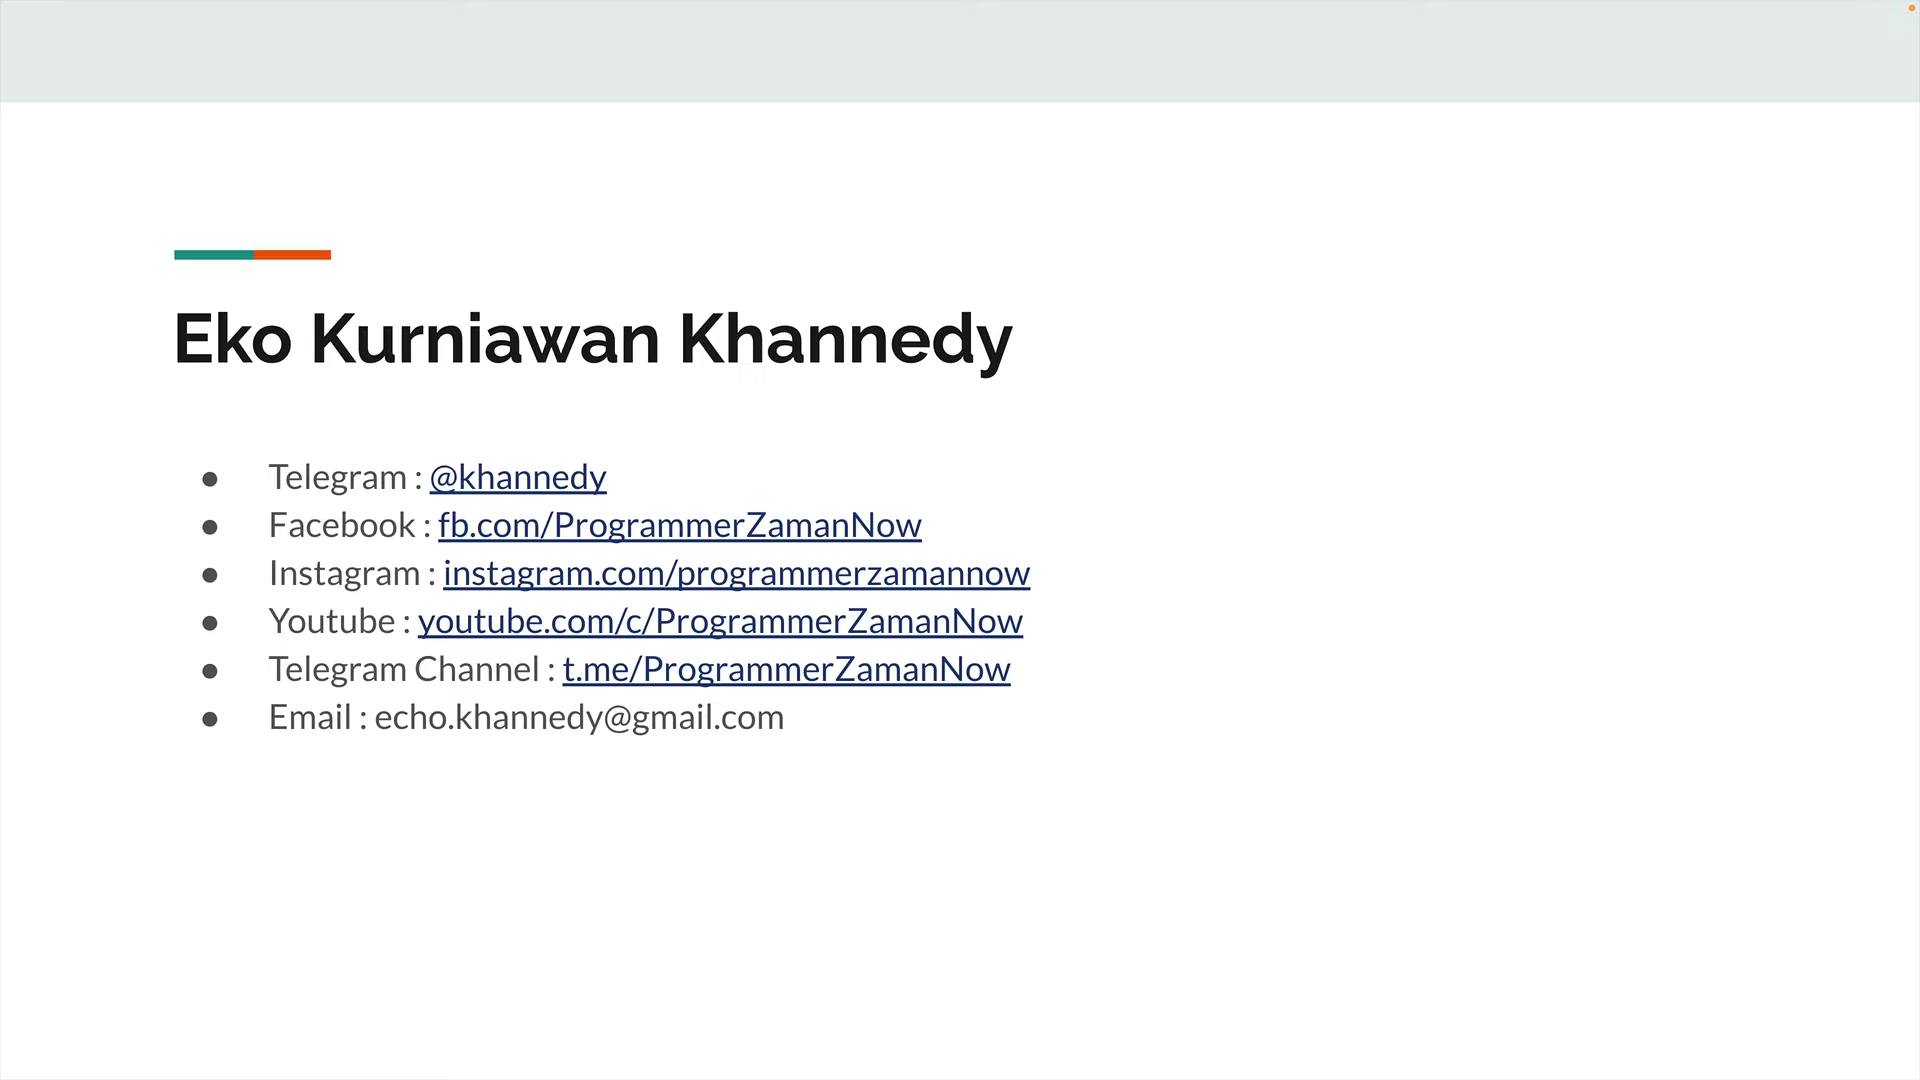 Eko Kurniawan Khannedy
● Telegram : @khannedy
● Facebook : fb.com/ProgrammerZamanNow
● Instagram : instagram.com/programmerzamannow
● Youtube : youtube.com/c/ProgrammerZamanNow
● Telegram Channel : t.me/ProgrammerZamanNow
● Email : echo.khannedy@gmail.com